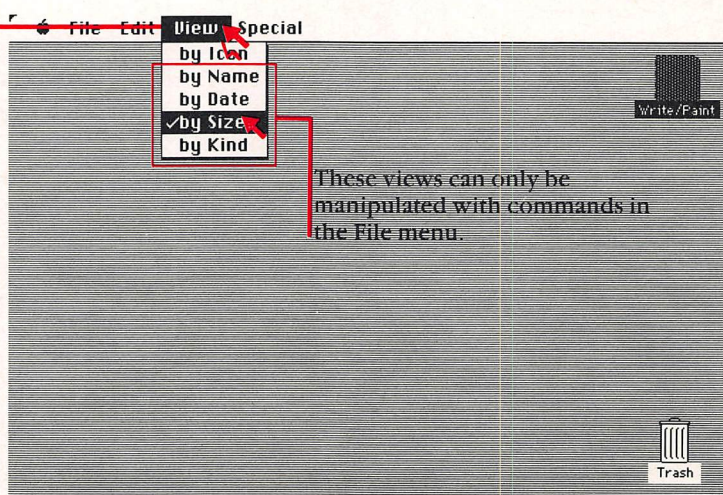 File Edit View Special
by Icon
by Name
by Date
✓by Size
by Kind
Write/Paint
These views can only be
manipulated with commands in
the File menu.
Trash